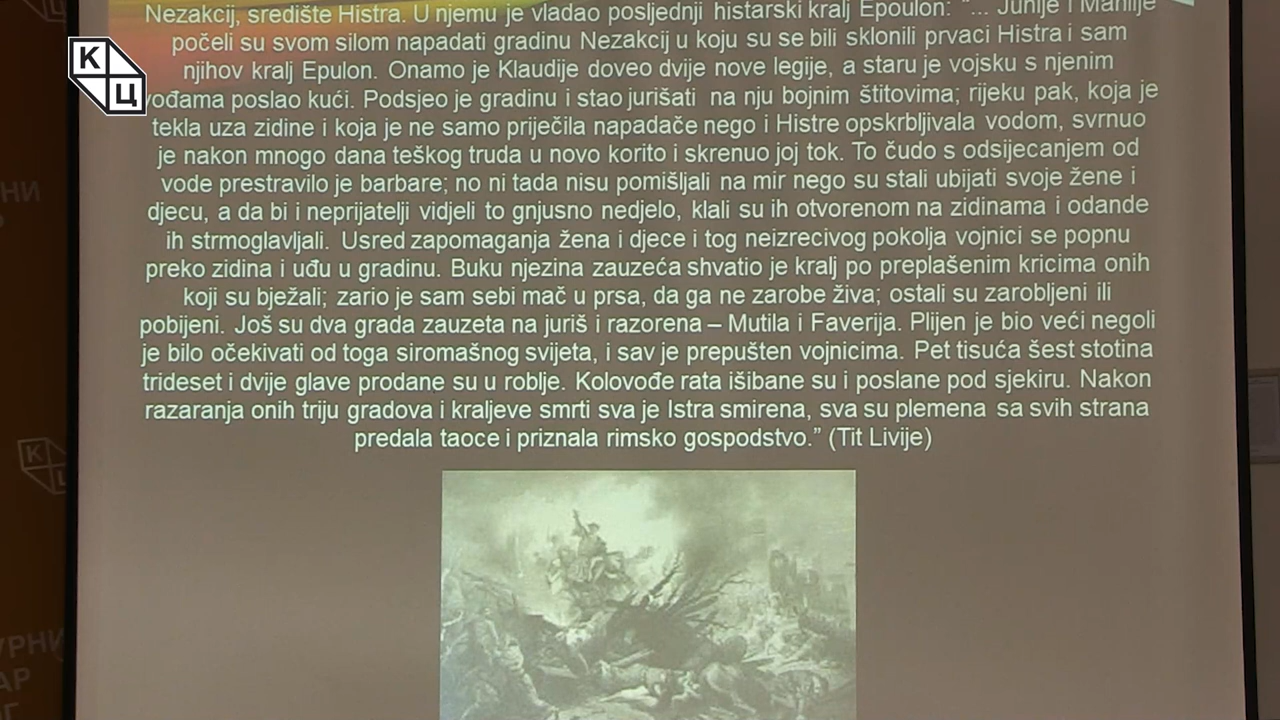 Nezakcij, središte Histra. U njemu je vladao posljednji histarski kralj Epoulon: "... Junije i Manlije
počeli su svom silom napadati gradinu Nezakcij u koju su se bili sklonili prvaci Histra i sam
njihov kralj Epulon. Onamo je Klaudije doveo dvije nove legije, a staru je vojsku s njenim
vođama poslao kući. Podsjeo je gradinu i stao jurišati na nju bojnim štitovima; rijeku pak, koja je
tekla uza zidine i koja je ne samo priječila napadače nego i Histre opskrbljivala vodom, svrnuo
je nakon mnogo dana teškog truda u novo korito i skrenuo joj tok. To čudo s odsijecanjem od
vode prestravilo je barbare; no ni tada nisu pomišljali na mir nego su stali ubijati svoje žene i
djecu, a da bi i neprijatelji vidjeli to gnjusno nedjelo, klali su ih otvorenom na zidinama i odande
ih strmoglavljali. Usred zapomaganja žena i djece i tog neizrecivog pokolja vojnici se popnu
preko zidina i uđu u gradinu. Buku njezina zauzeća shvatio je kralj po preplašenim kricima onih
koji su bježali; zario je sam sebi mač u prsa, da ga ne zarobe živa; ostali su zarobljeni ili
pobijeni. Još su dva grada zauzeta na juriš i razorena – Mutila i Faverija. Plijen je bio veći negoli
je bilo očekivati od toga siromašnog svijeta, i sav je prepušten vojnicima. Pet tisuća šest stotina
trideset i dvije glave prodane su u roblje. Kolovođe rata išibane su i poslane pod sjekiru. Nakon
razaranja onih triju gradova i kraljeve smrti sva je Istra smirena, sva su plemena sa svih strana
predala taoce i priznala rimsko gospodstvo." (Tit Livije)
К
Ц